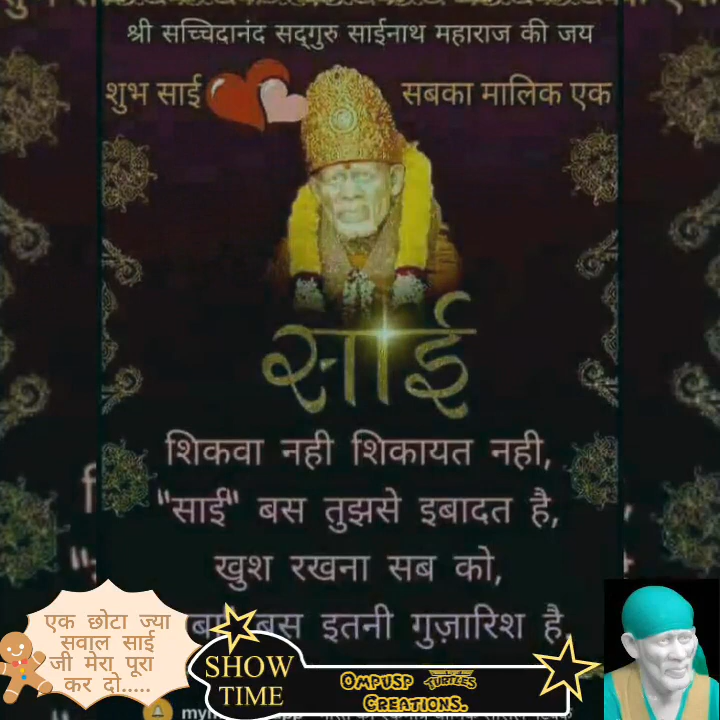 श्री सच्चिदानंद सद्गुरु साईनाथ महाराज की जय
शुभ साई
सबका मालिक एक
साई
शिकवा नही शिकायत नही,
"साई" बस तुझसे इबादत है,
खुश रखना सब को,
बस इतनी गुज़ारिश है,
एक छोटा ज्या
सवाल साई
जी मेरा पूरा
कर दो.....
SHOW
TIME
OMPUSP TURTLES
CREATIONS.